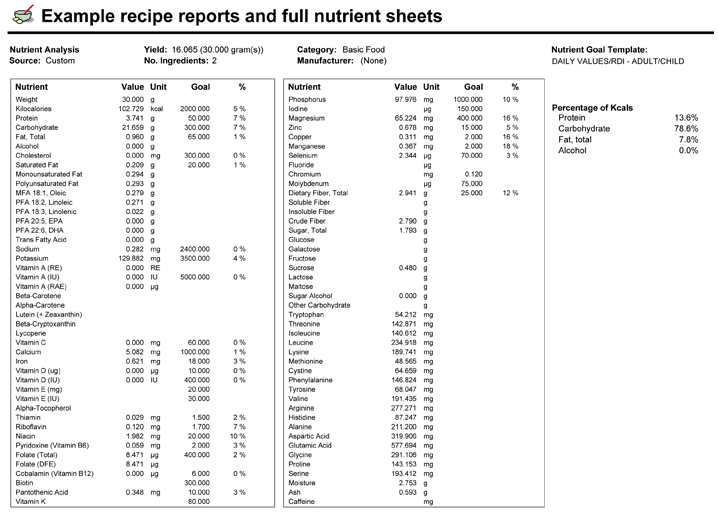 Example recipe reports and full nutrient sheets
Nutrient Analysis Yield: 16.065 (30.000 gram(s)) Category: Basic Food Nutrient Goal Template:
Source: Custom No. Ingredients: 2 Manufacturer: (None) DAILY VALUES/RDI - ADULT/CHILD
Nutrient Value Unit Goal %
Weight 30.000 g
Kilocalories 102.729 kcal 2000.000 5 %
Protein 3.741 g 50.000 7 %
Carbohydrate 21.659 g 300.000 7 %
Fat, Total 0.960 g 65.000 1 %
Alcohol 0.000 g
Cholesterol 0.000 mg 300.000 0 %
Saturated Fat 0.209 g 20.000 1 %
Monounsaturated Fat 0.294 g
Polyunsaturated Fat 0.293 g
MFA 18:1, Oleic 0.279 g
PFA 18:2, Linoleic 0.271 g
PFA 18:3, Linolenic 0.022 g
PFA 20:5, EPA 0.000 g
PFA 22:6, DHA 0.000 g
Trans Fatty Acid 0.000 g
Sodium 0.282 mg 2400.000 0 %
Potassium 129.882 mg 3500.000 4 %
Vitamin A (RE) 0.000 RE
Vitamin A (IU) 0.000 IU 5000.000 0 %
Vitamin A (RAE) 0.000 µg
Beta-Carotene
Alpha-Carotene
Lutein (+ Zeaxanthin)
Beta-Cryptoxanthin
Lycopene
Vitamin C 0.000 mg 60.000 0 %
Calcium 5.082 mg 1000.000 1 %
Iron 0.621 mg 18.000 3 %
Vitamin D (ug) 0.000 µg 10.000 0 %
Vitamin D (IU) 0.000 IU 400.000 0 %
Vitamin E (mg) 20.000
Vitamin E (IU) 30.000
Alpha-Tocopherol
Thiamin 0.029 mg 1.500 2 %
Riboflavin 0.120 mg 1.700 7 %
Niacin 1.982 mg 20.000 10 %
Pyridoxine (Vitamin B6) 0.059 mg 2.000 3 %
Folate (Total) 8.471 µg 400.000 2 %
Folate (DFE) 8.471 µg
Cobalamin (Vitamin B12) 0.000 µg 6.000 0 %
Biotin 300.000
Pantothenic Acid 0.348 mg 10.000 3 %
Vitamin K 80.000
Nutrient Value Unit Goal %
Phosphorus 97.976 mg 1000.000 10 %
Iodine µg 150.000
Magnesium 65.224 mg 400.000 16 %
Zinc 0.678 mg 15.000 5 %
Copper 0.311 mg 2.000 16 %
Manganese 0.367 mg 2.000 18 %
Selenium 2.344 µg 70.000 3 %
Fluoride µg
Chromium mg 0.120
Molybdenum µg 75.000
Dietary Fiber, Total 2.941 g 25.000 12 %
Soluble Fiber g
Insoluble Fiber g
Crude Fiber 2.790 g
Sugar, Total 1.793 g
Glucose g
Galactose g
Fructose g
Sucrose 0.480 g
Lactose g
Maltose g
Sugar Alcohol 0.000 g
Other Carbohydrate g
Tryptophan 54.212 mg
Threonine 142.871 mg
Isoleucine 140.612 mg
Leucine 234.918 mg
Lysine 189.741 mg
Methionine 48.565 mg
Cystine 64.659 mg
Phenylalanine 146.824 mg
Tyrosine 68.047 mg
Valine 191.435 mg
Arginine 277.271 mg
Histidine 87.247 mg
Alanine 211.200 mg
Aspartic Acid 319.906 mg
Glutamic Acid 577.694 mg
Glycine 291.106 mg
Proline 143.153 mg
Serine 193.412 mg
Moisture 2.753 g
Ash 0.593 g
Caffeine mg
Percentage of Kcals
Protein 13.6%
Carbohydrate 78.6%
Fat, total 7.8%
Alcohol 0.0%